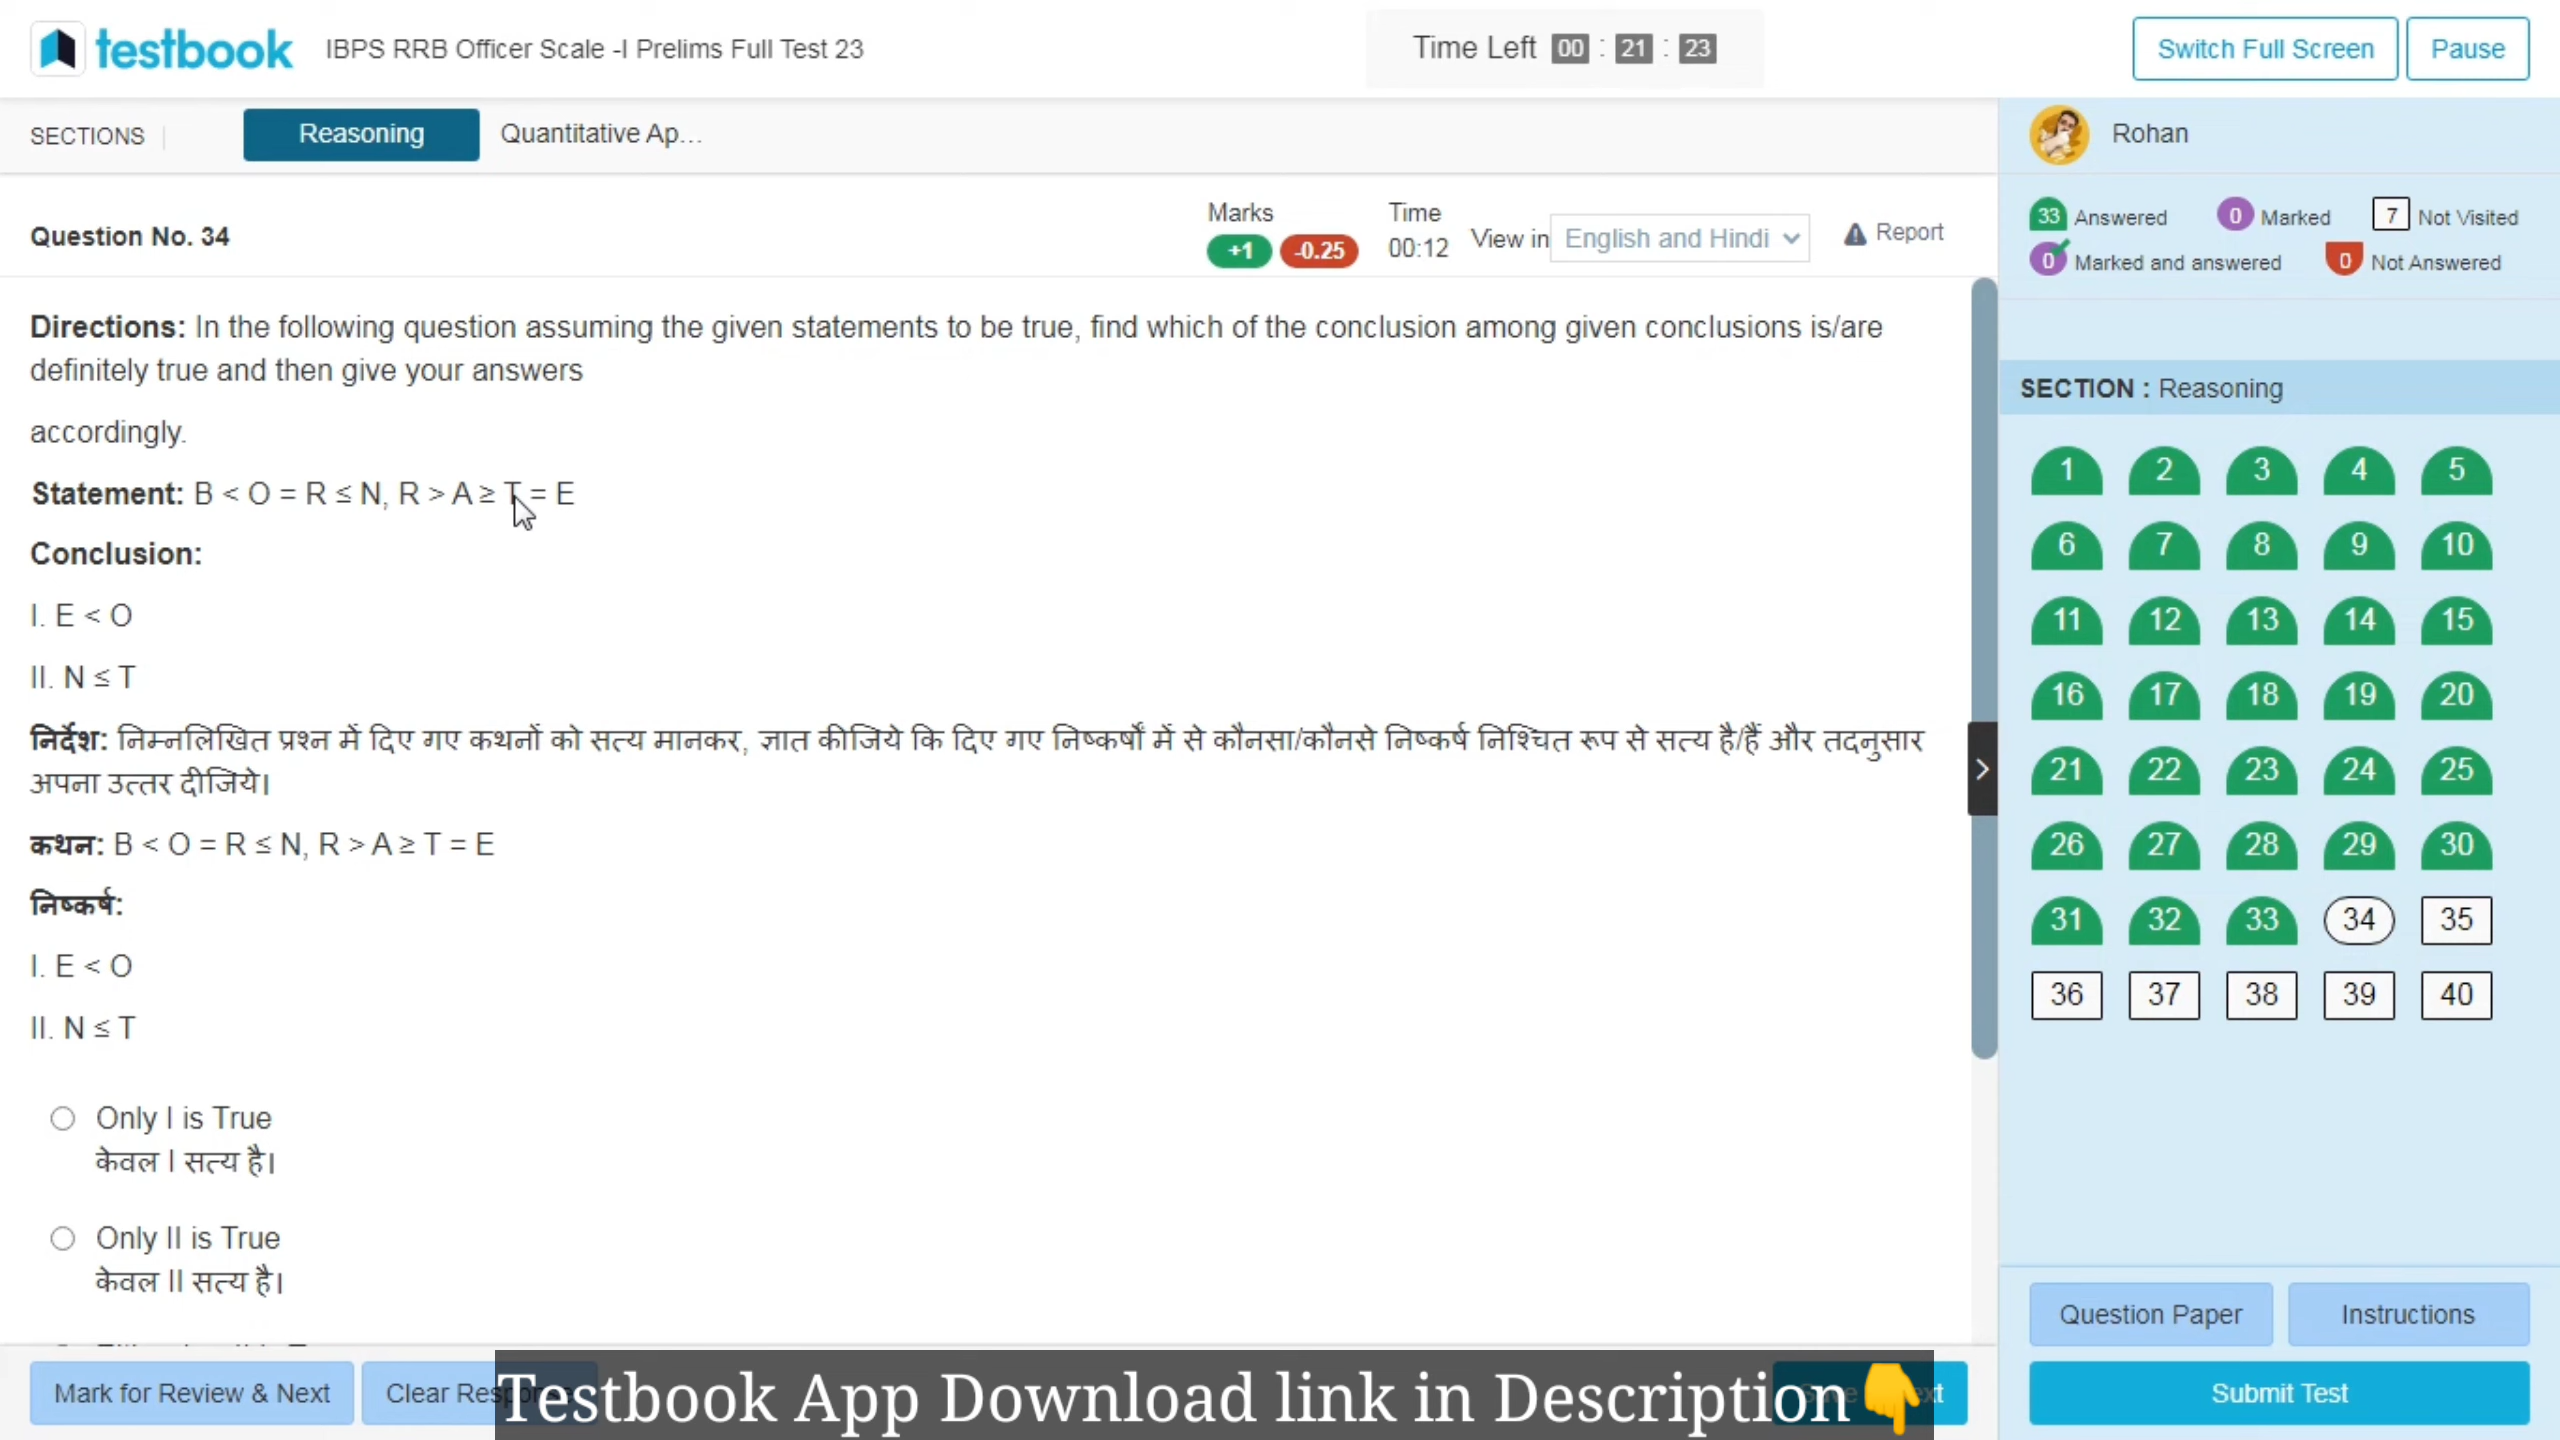 testbook IBPS RRB Officer Scale -I Prelims Full Test 23 Time Left 00 : 21 : 23 Switch Full Screen Pause
SECTIONS Reasoning Quantitative Ap... Rohan
Question No. 34 Marks +1 -0.25 Time 00:12 View in English and Hindi Report
33 Answered 0 Marked 7 Not Visited
0 Marked and answered 0 Not Answered
Directions: In the following question assuming the given statements to be true, find which of the conclusion among given conclusions is/are
definitely true and then give your answers
accordingly.
Statement: B < O = R ≤ N, R > A ≥ T = E
Conclusion:
I. E < O
II. N ≤ T
निर्देश: निम्नलिखित प्रश्न में दिए गए कथनों को सत्य मानकर, ज्ञात कीजिये कि दिए गए निष्कर्षों में से कौनसा/कौनसे निष्कर्ष निश्चित रूप से सत्य है/हैं और तदनुसार
अपना उत्तर दीजिये।
कथन: B < O = R ≤ N, R > A ≥ T = E
निष्कर्ष:
I. E < O
II. N ≤ T
Only I is True
केवल I सत्य है।
Only II is True
केवल II सत्य है।
SECTION : Reasoning
1 2 3 4 5
6 7 8 9 10
11 12 13 14 15
16 17 18 19 20
21 22 23 24 25
26 27 28 29 30
31 32 33 34 35
36 37 38 39 40
Question Paper Instructions
Mark for Review & Next Clear Submit Test
Testbook App Download link in Description